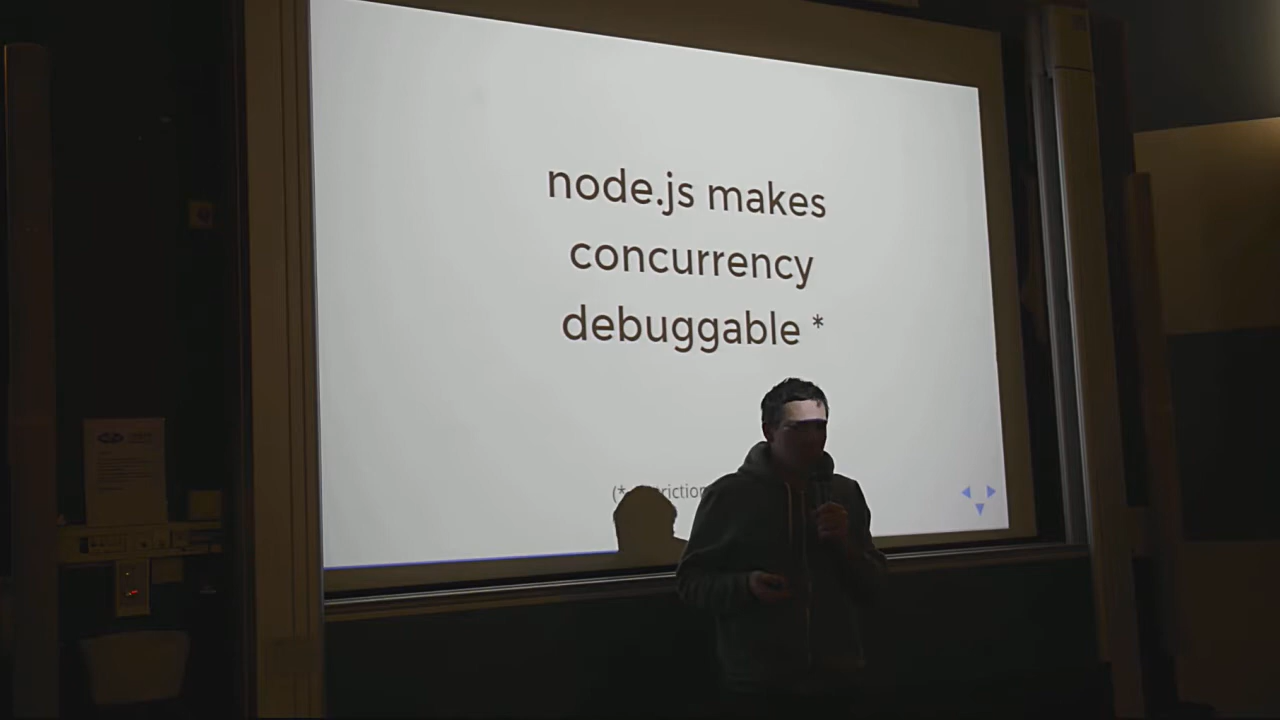 node.js makes
concurrency
debuggable *
(*